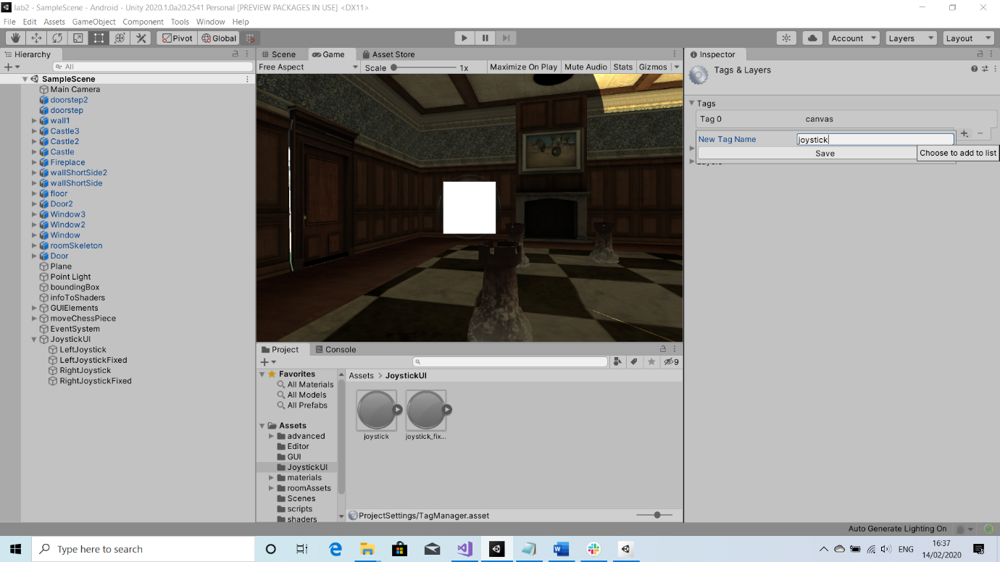 lab2 - SampleScene - Android - Unity 2020.1.0a20.2541 Personal [PREVIEW PACKAGES IN USE] <DX11>
File Edit Assets GameObject Component Tools Window Help
Pivot Global Account Layers Layout
Hierarchy
All
SampleScene
Main Camera
doorstep2
doorstep
wall1
Castle3
Castle2
Castle
Fireplace
wallShortSide2
wallShortSide
floor
Door2
Window3
Window2
Window
roomSkeleton
Door
Plane
Point Light
boundingBox
infoToShaders
GUIElements
moveChessPiece
EventSystem
JoystickUI
LeftJoystick
LeftJoystickFixed
RightJoystick
RightJoystickFixed
Scene Game Asset Store
Free Aspect Scale 1x Maximize On Play Mute Audio Stats Gizmos
Project Console
9
Favorites
All Materials
All Models
All Prefabs
Assets
advanced
Editor
GUI
JoystickUI
materials
roomAssets
Scenes
scripts
shaders
Assets > JoystickUI
joystick joystick_fix...
ProjectSettings/TagManager.asset
Inspector
Tags & Layers
Tags
Tag 0 canvas
New Tag Name joystick
Save
Choose to add to list
Layers
Auto Generate Lighting On
Type here to search
ENG
16:37
14/02/2020